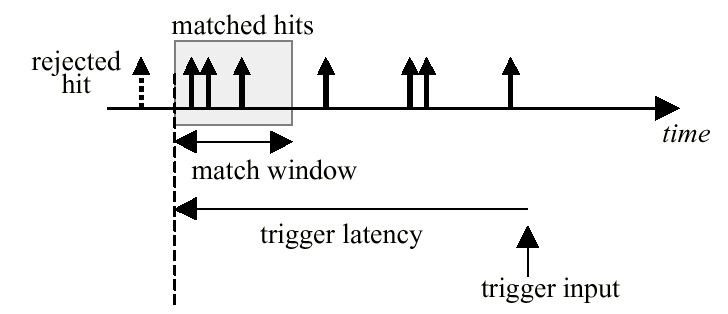 matched hits
rejected
hit
time
match window
trigger latency
trigger input